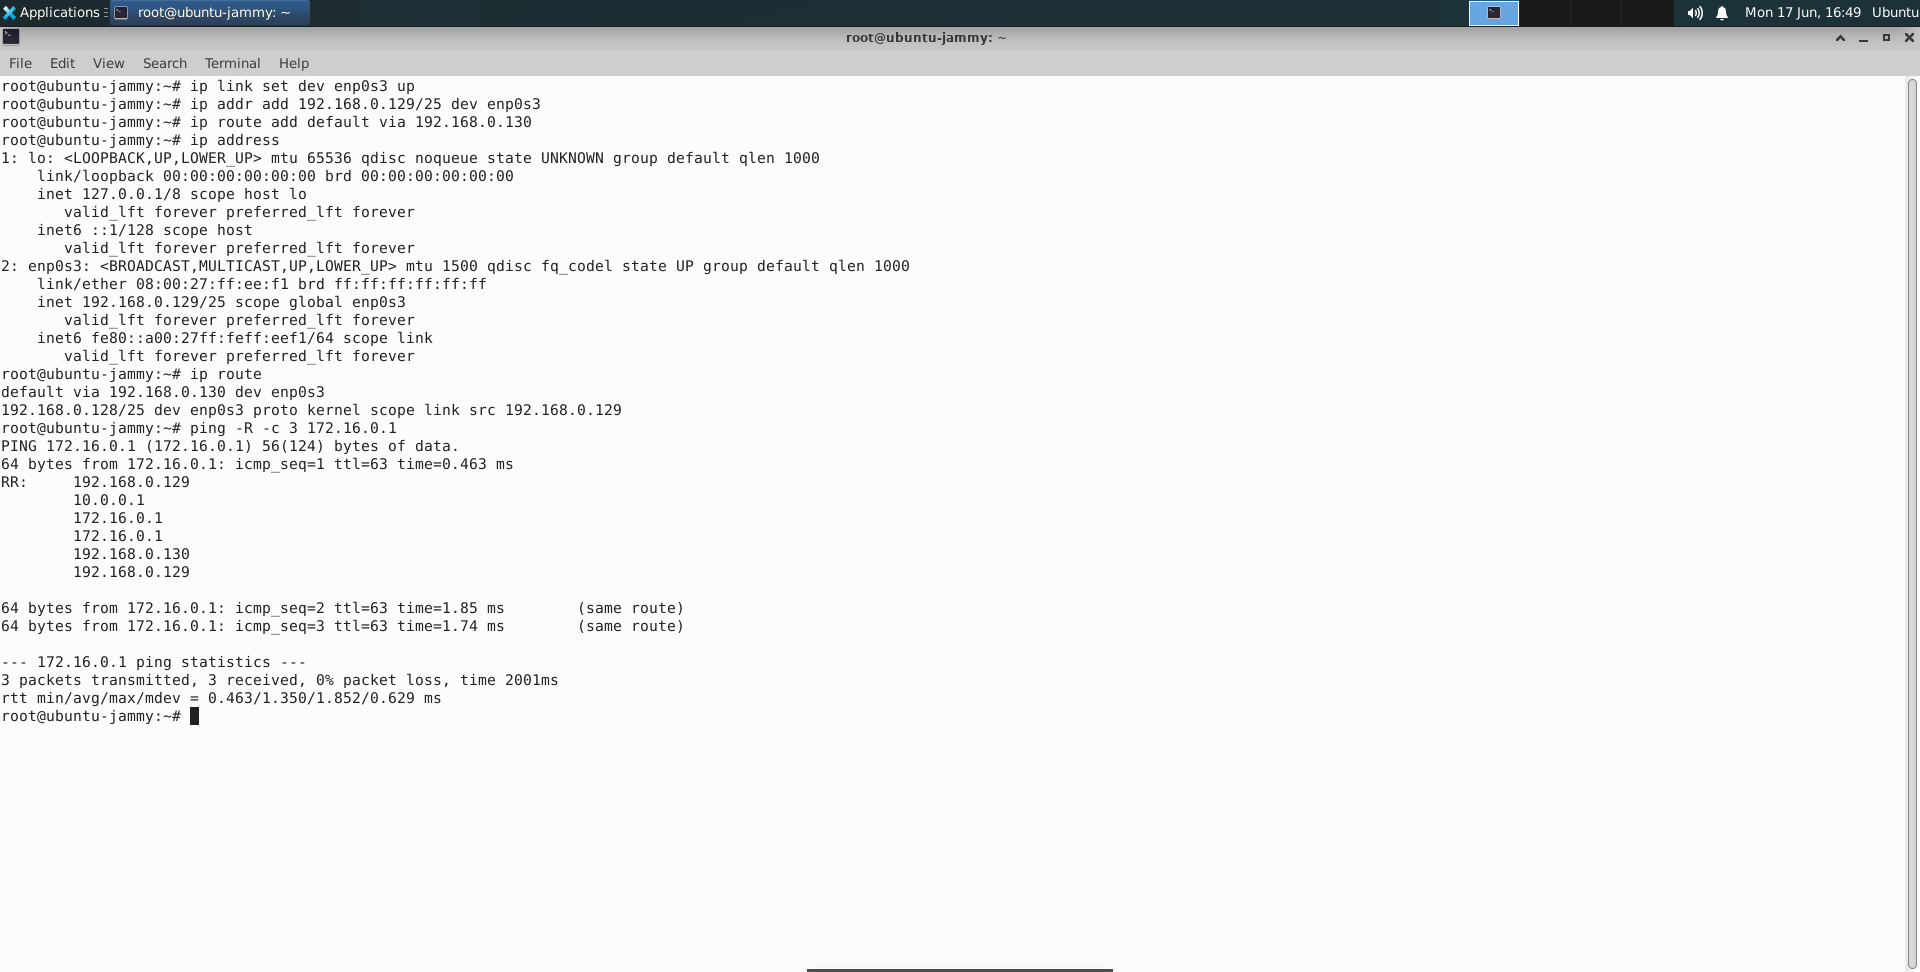 Applications root@ubuntu-jammy: ~ Mon 17 Jun, 16:49 Ubuntu
root@ubuntu-jammy: ~
File Edit View Search Terminal Help
root@ubuntu-jammy:~# ip link set dev enp0s3 up
root@ubuntu-jammy:~# ip addr add 192.168.0.129/25 dev enp0s3
root@ubuntu-jammy:~# ip route add default via 192.168.0.130
root@ubuntu-jammy:~# ip address
1: lo: <LOOPBACK,UP,LOWER_UP> mtu 65536 qdisc noqueue state UNKNOWN group default qlen 1000
    link/loopback 00:00:00:00:00:00 brd 00:00:00:00:00:00
    inet 127.0.0.1/8 scope host lo
       valid_lft forever preferred_lft forever
    inet6 ::1/128 scope host
       valid_lft forever preferred_lft forever
2: enp0s3: <BROADCAST,MULTICAST,UP,LOWER_UP> mtu 1500 qdisc fq_codel state UP group default qlen 1000
    link/ether 08:00:27:ff:ee:f1 brd ff:ff:ff:ff:ff:ff
    inet 192.168.0.129/25 scope global enp0s3
       valid_lft forever preferred_lft forever
    inet6 fe80::a00:27ff:feff:eef1/64 scope link
       valid_lft forever preferred_lft forever
root@ubuntu-jammy:~# ip route
default via 192.168.0.130 dev enp0s3
192.168.0.128/25 dev enp0s3 proto kernel scope link src 192.168.0.129
root@ubuntu-jammy:~# ping -R -c 3 172.16.0.1
PING 172.16.0.1 (172.16.0.1) 56(124) bytes of data.
64 bytes from 172.16.0.1: icmp_seq=1 ttl=63 time=0.463 ms
RR:     192.168.0.129
        10.0.0.1
        172.16.0.1
        172.16.0.1
        192.168.0.130
        192.168.0.129
64 bytes from 172.16.0.1: icmp_seq=2 ttl=63 time=1.85 ms        (same route)
64 bytes from 172.16.0.1: icmp_seq=3 ttl=63 time=1.74 ms        (same route)
--- 172.16.0.1 ping statistics ---
3 packets transmitted, 3 received, 0% packet loss, time 2001ms
rtt min/avg/max/mdev = 0.463/1.350/1.852/0.629 ms
root@ubuntu-jammy:~#